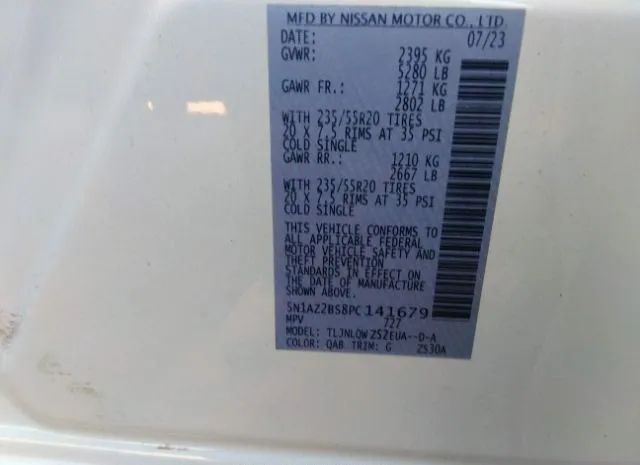 MFD BY NISSAN MOTOR CO., LTD.
DATE: 07/23
GVWR: 2395 KG
5280 LB
GAWR FR.: 1271 KG
2802 LB
WITH 235/55R20 TIRES
20 X 7.5 RIMS AT 35 PSI
COLD SINGLE
GAWR RR.: 1210 KG
2667 LB
WITH 235/55R20 TIRES
20 X 7.5 RIMS AT 35 PSI
COLD SINGLE
THIS VEHICLE CONFORMS TO
ALL APPLICABLE FEDERAL
MOTOR VEHICLE SAFETY AND
THEFT PREVENTION
STANDARDS IN EFFECT ON
THE DATE OF MANUFACTURE
SHOWN ABOVE.
5N1AZ2BS8PC141679
MPV 727
MODEL: TLJNLQWZS2EUA--D-A
COLOR: QAB TRIM: G ZS30A